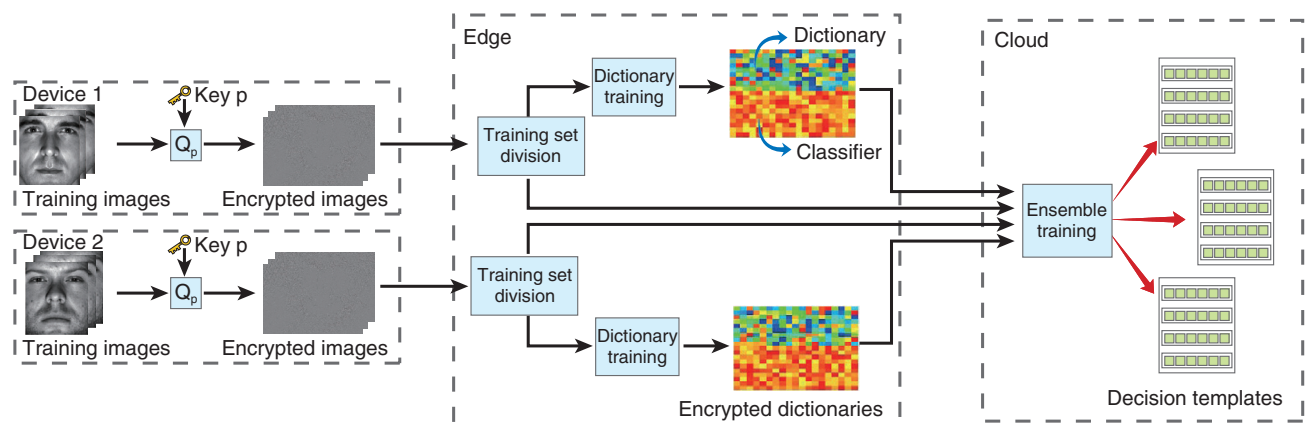 Device 1
Key p
Qp
Training images
Encrypted images
Device 2
Key p
Qp
Training images
Encrypted images
Edge
Training set
division
Dictionary
training
Dictionary
Classifier
Training set
division
Dictionary
training
Encrypted dictionaries
Cloud
Ensemble
training
Decision templates